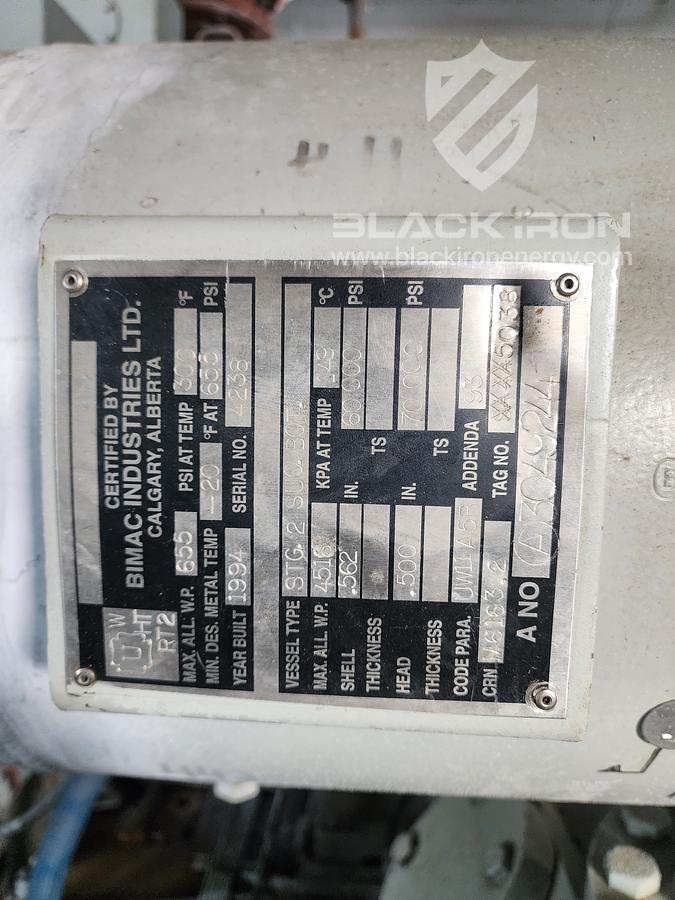 BLACK iRON
www.blackironenergy.com
CERTIFIED BY
BIMAC INDUSTRIES LTD.
CALGARY, ALBERTA
U W
HT
RT2
MAX. ALL. W.P. 655 PSI AT TEMP 300 °F
MIN. DES. METAL TEMP -20 °F AT 655 PSI
YEAR BUILT 1994 SERIAL NO. 4238
VESSEL TYPE STG. 2 SUC. BOTL
MAX. ALL. W.P. 4516 KPA AT TEMP 149 °C
SHELL .562 IN. 60,000 PSI
THICKNESS TS
HEAD .500 IN. 70,000 PSI
THICKNESS TS
CODE PARA. UW11 A5B ADDENDA 93
CRN M6163.2 TAG NO.
A NO A 304924